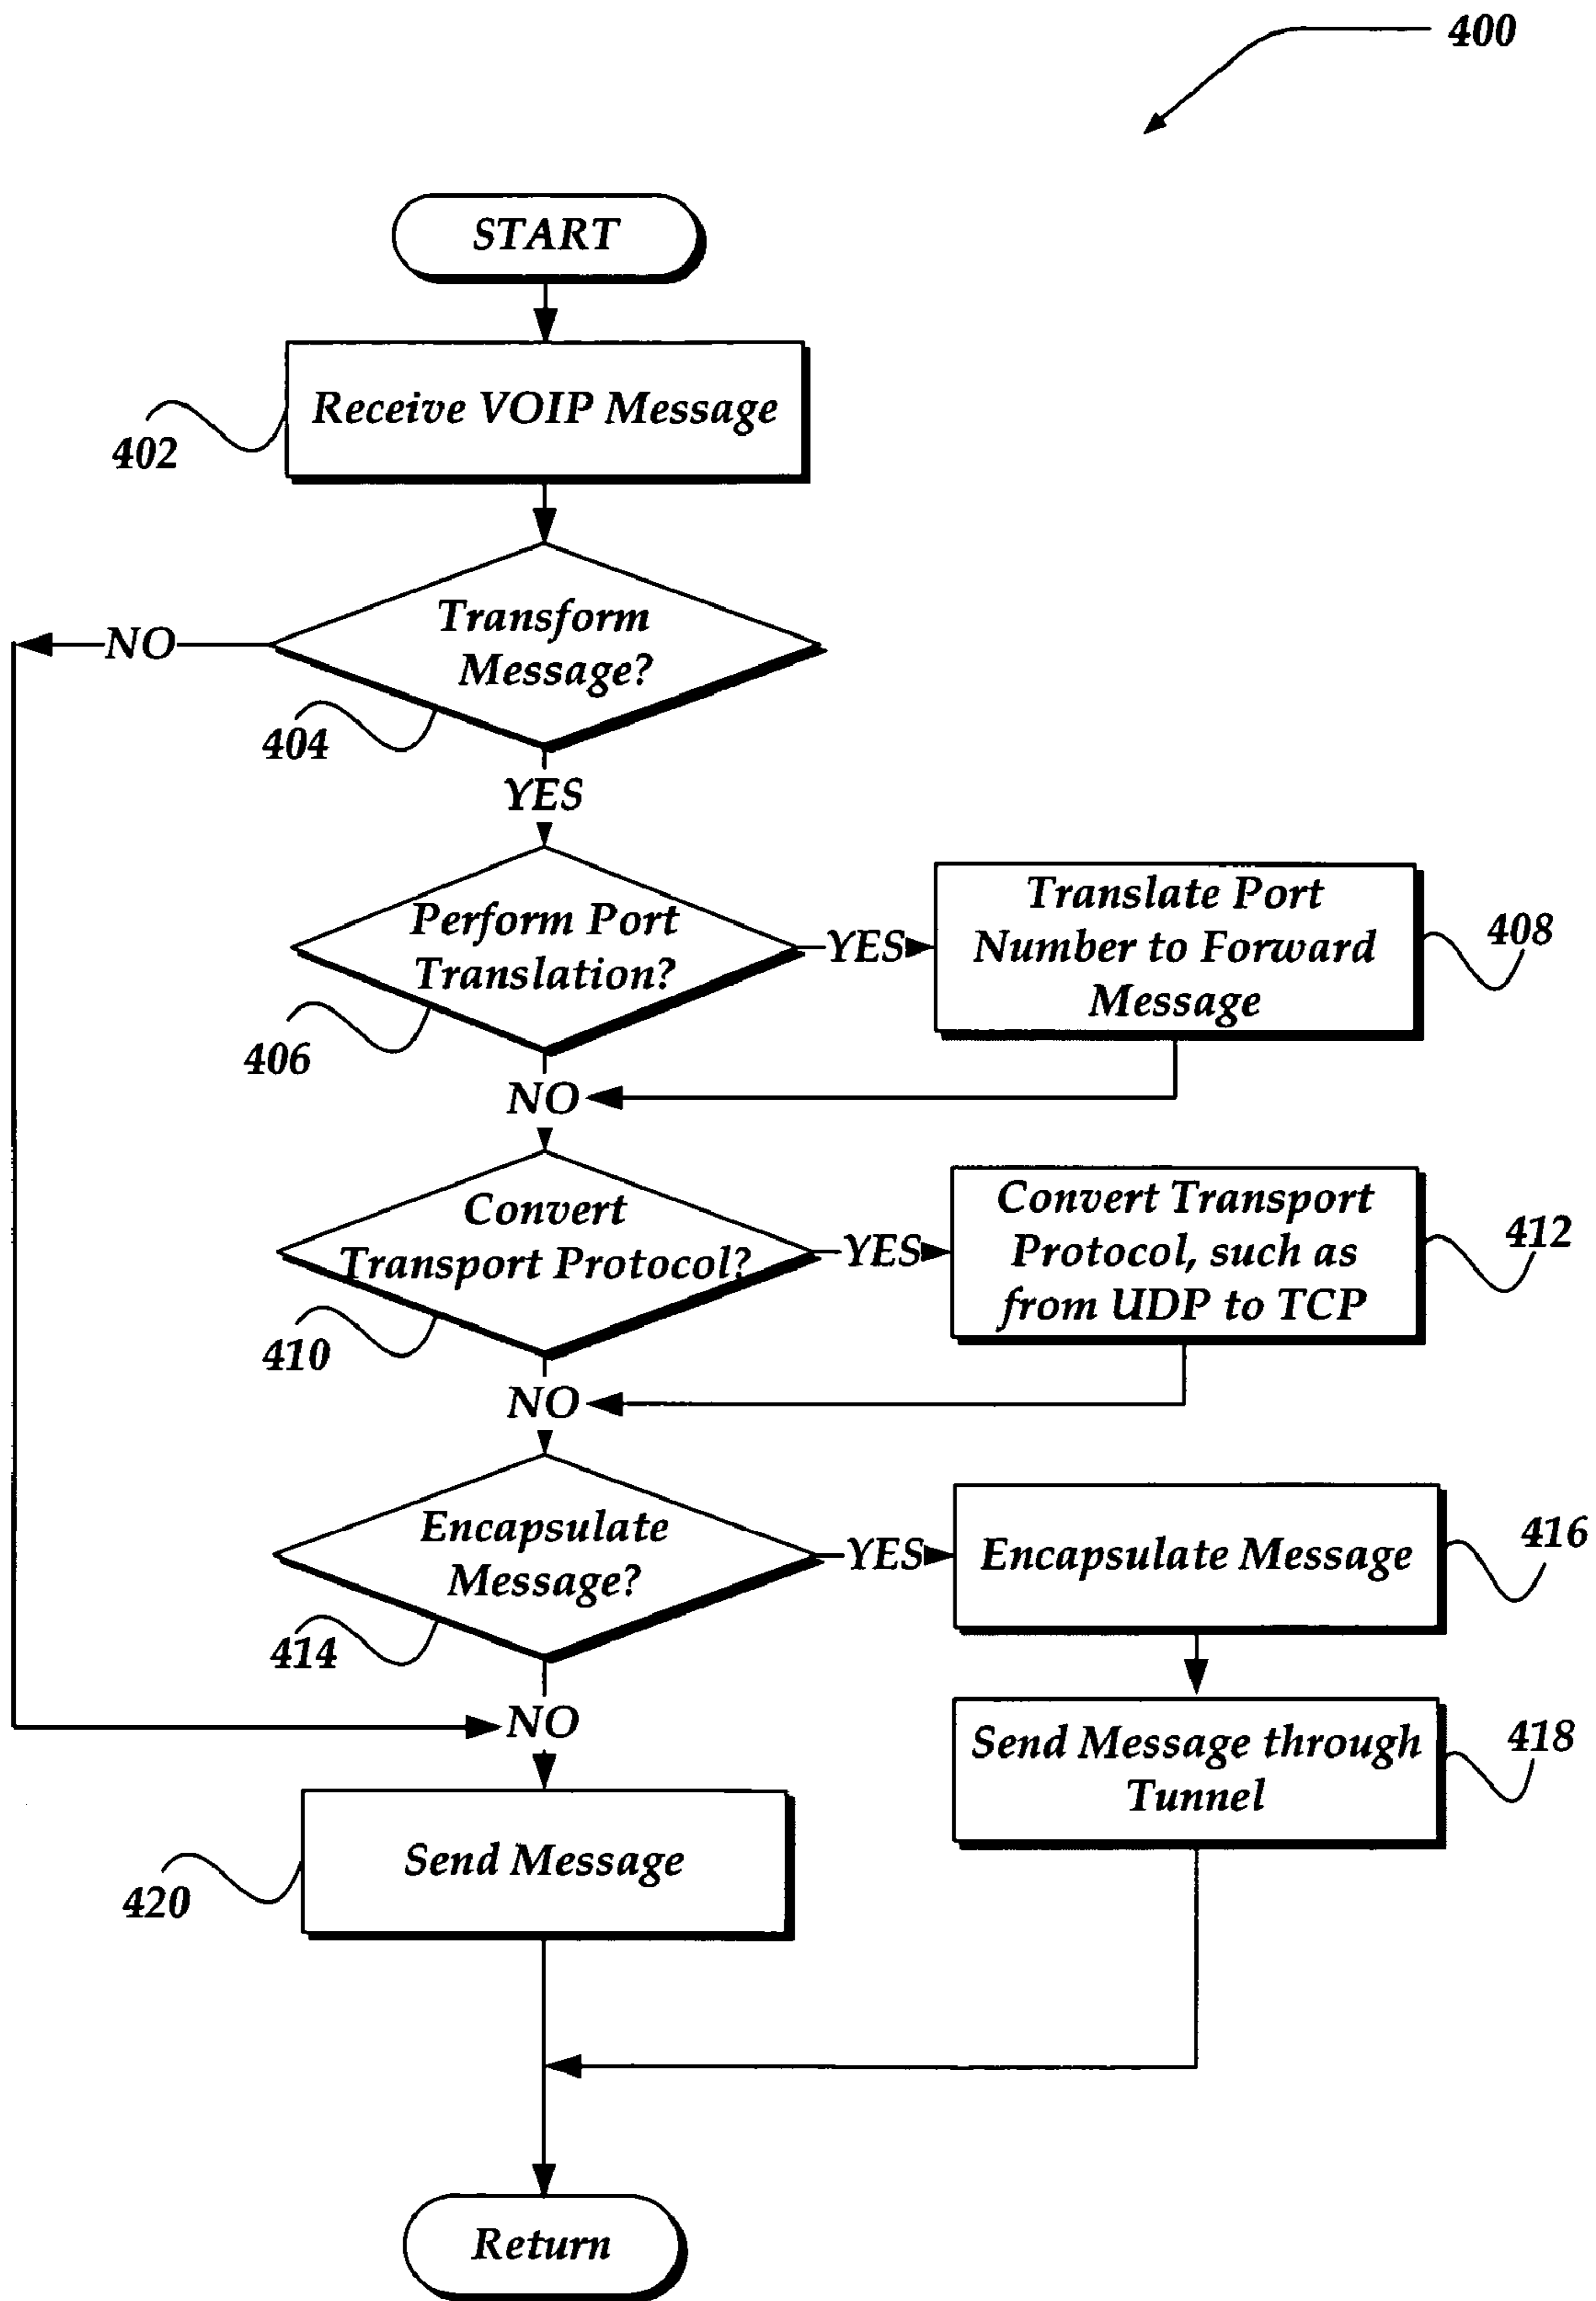 400
START
Receive VOIP Message
402
Transform
Message?
NO
404
YES
Perform Port
Translation?
YES
Translate Port
Number to Forward
Message
408
406
NO
Convert
Transport Protocol?
YES
Convert Transport
Protocol, such as
from UDP to TCP
412
410
NO
Encapsulate
Message?
YES
Encapsulate Message
416
414
NO
Send Message through
Tunnel
418
Send Message
420
Return